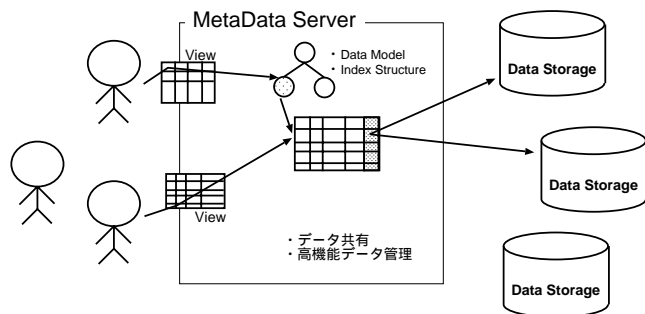 MetaData Server
View
・ Data Model
・ Index Structure
Data Storage
Data Storage
View
・データ共有
・高機能データ管理
Data Storage